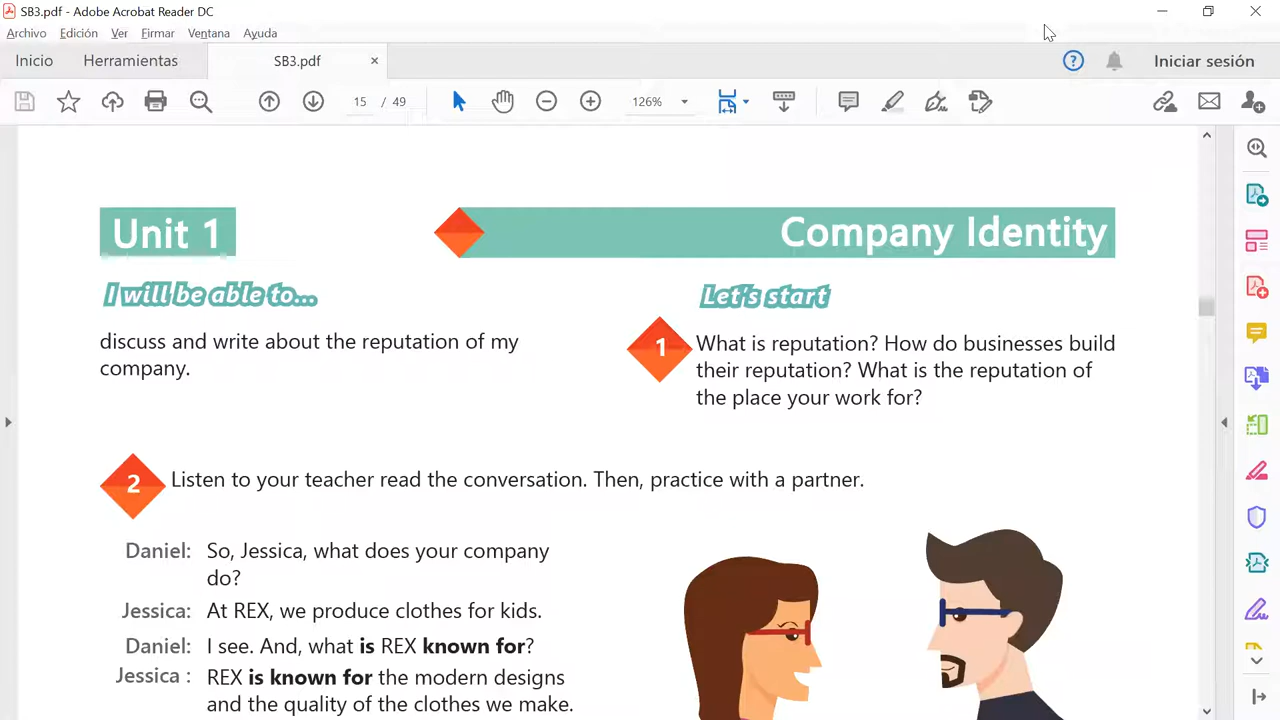 SB3.pdf - Adobe Acrobat Reader DC
Archivo Edición Ver Firmar Ventana Ayuda
Inicio Herramientas SB3.pdf × Iniciar sesión
15 / 49 126%
Unit 1 Company Identity
I will be able to...
discuss and write about the reputation of my
company.
Let's start
1 What is reputation? How do businesses build
their reputation? What is the reputation of
the place your work for?
2 Listen to your teacher read the conversation. Then, practice with a partner.
Daniel: So, Jessica, what does your company
do?
Jessica: At REX, we produce clothes for kids.
Daniel: I see. And, what is REX known for?
Jessica : REX is known for the modern designs
and the quality of the clothes we make.